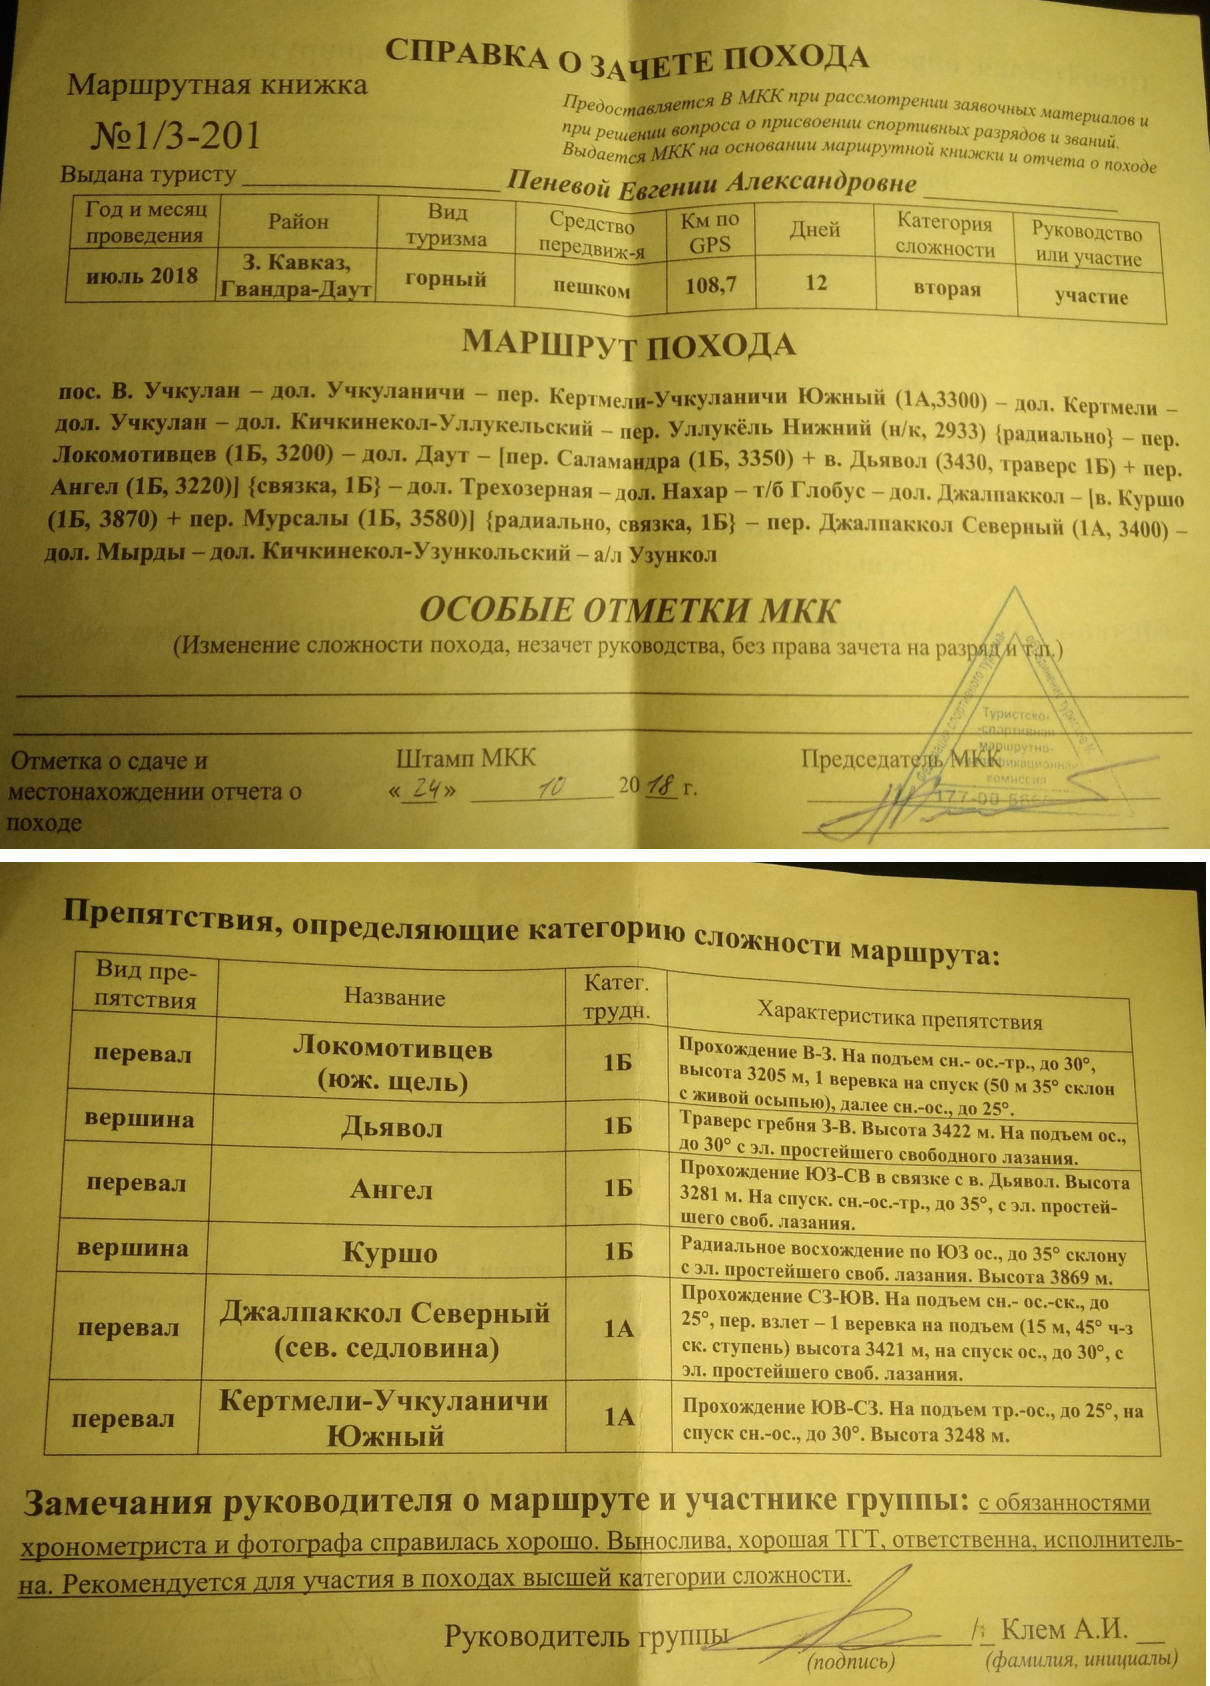 СПРАВКА О ЗАЧЕТЕ ПОХОДА
Маршрутная книжка
№1/3-201
Предоставляется В МКК при рассмотрении заявочных материалов и
при решении вопроса о присвоении спортивных разрядов и званий.
Выдается МКК на основании маршрутной книжки и отчета о походе
Выдана туристу Пеневой Евгении Александровне
Год и месяц проведения | Район | Вид туризма | Средство передвиж-я | Км по GPS | Дней | Категория сложности | Руководство или участие
июль 2018 | З. Кавказ, Гвандра-Даут | горный | пешком | 108,7 | 12 | вторая | участие
МАРШРУТ ПОХОДА
пос. В. Учкулан – дол. Учкуланичи – пер. Кертмели-Учкуланичи Южный (1А,3300) – дол. Кертмели –
дол. Учкулан – дол. Кичкинекол-Уллукельский – пер. Уллукёль Нижний (н/к, 2933) {радиально} – пер.
Локомотивцев (1Б, 3200) – дол. Даут – [пер. Саламандра (1Б, 3350) + в. Дьявол (3430, траверс 1Б) + пер.
Ангел (1Б, 3220)] {связка, 1Б} – дол. Трехозерная – дол. Нахар – т/б Глобус – дол. Джалпаккол – [в. Куршо
(1Б, 3870) + пер. Мурсалы (1Б, 3580)] {радиально, связка, 1Б} – пер. Джалпаккол Северный (1А, 3400) –
дол. Мырды – дол. Кичкинекол-Узункольский – а/л Узункол
ОСОБЫЕ ОТМЕТКИ МКК
(Изменение сложности похода, незачет руководства, без права зачета на разряд и т.п.)
Туристско-
-спортивная
маршрутно-
квалификационная
комиссия
177-00
Отметка о сдаче и
местонахождении отчета о
походе
Штамп МКК
« 24 » 10 20 18 г.
Председатель МКК
Препятствия, определяющие категорию сложности маршрута:
Вид пре-пятствия | Название | Катег. трудн. | Характеристика препятствия
перевал | Локомотивцев (юж. щель) | 1Б | Прохождение В-З. На подъем сн.- ос.-тр., до 30°,
высота 3205 м, 1 веревка на спуск (50 м 35° склон
с живой осыпью), далее сн.-ос., до 25°.
вершина | Дьявол | 1Б | Траверс гребня З-В. Высота 3422 м. На подъем ос.,
до 30° с эл. простейшего свободного лазания.
перевал | Ангел | 1Б | Прохождение ЮЗ-СВ в связке с в. Дьявол. Высота
3281 м. На спуск. сн.-ос.-тр., до 35°, с эл. простей-
шего своб. лазания.
вершина | Куршо | 1Б | Радиальное восхождение по ЮЗ ос., до 35° склону
с эл. простейшего своб. лазания. Высота 3869 м.
перевал | Джалпаккол Северный (сев. седловина) | 1А | Прохождение СЗ-ЮВ. На подъем сн.- ос.-ск., до
25°, пер. взлет – 1 веревка на подъем (15 м, 45° ч-з
ск. ступень) высота 3421 м, на спуск ос., до 30°, с
эл. простейшего своб. лазания.
перевал | Кертмели-Учкуланичи Южный | 1А | Прохождение ЮВ-СЗ. На подъем тр.-ос., до 25°, на
спуск сн.-ос., до 30°. Высота 3248 м.
Замечания руководителя о маршруте и участнике группы: с обязанностями
хронометриста и фотографа справилась хорошо. Вынослива, хорошая ТГТ, ответственна, исполнитель-
на. Рекомендуется для участия в походах высшей категории сложности.
Руководитель группы / Клем А.И.
(подпись) (фамилия, инициалы)